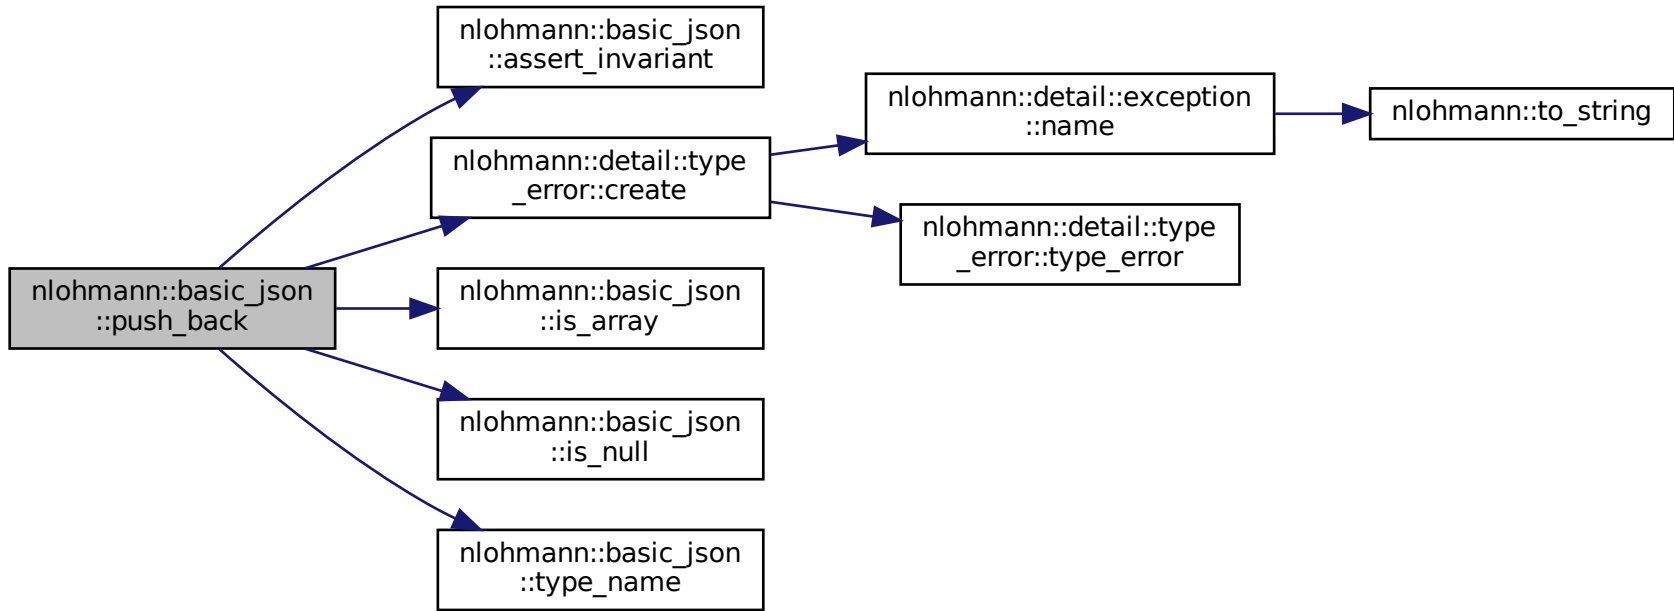 nlohmann::basic_json
::push_back
nlohmann::basic_json
::assert_invariant
nlohmann::detail::type
_error::create
nlohmann::basic_json
::is_array
nlohmann::basic_json
::is_null
nlohmann::basic_json
::type_name
nlohmann::detail::exception
::name
nlohmann::detail::type
_error::type_error
nlohmann::to_string